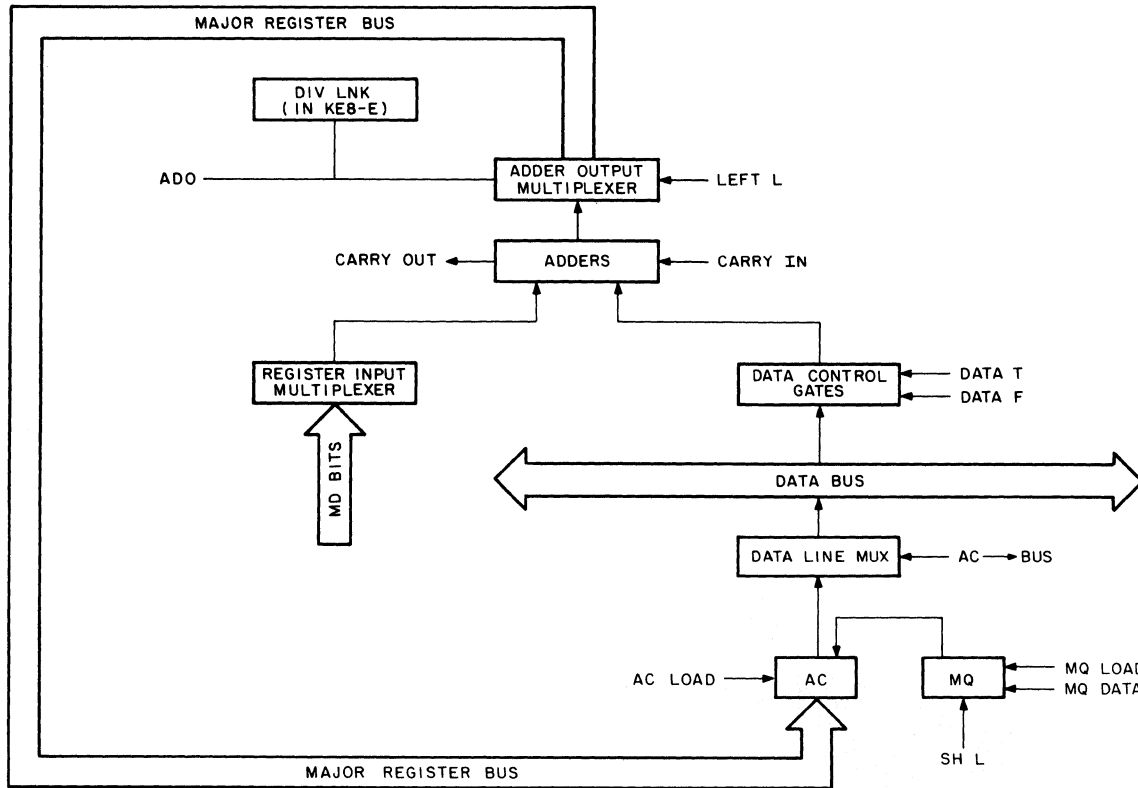 MAJOR REGISTER BUS
DIV LNK
(IN KE8-E)
ADO
ADDER OUTPUT
MULTIPLEXER
LEFT L
CARRY OUT
ADDERS
CARRY IN
REGISTER INPUT
MULTIPLEXER
DATA CONTROL
GATES
DATA T
DATA F
MD BITS
DATA BUS
DATA LINE MUX
AC → BUS
AC LOAD
AC
MQ
MQ LOAD
MQ DATA
SH L
MAJOR REGISTER BUS